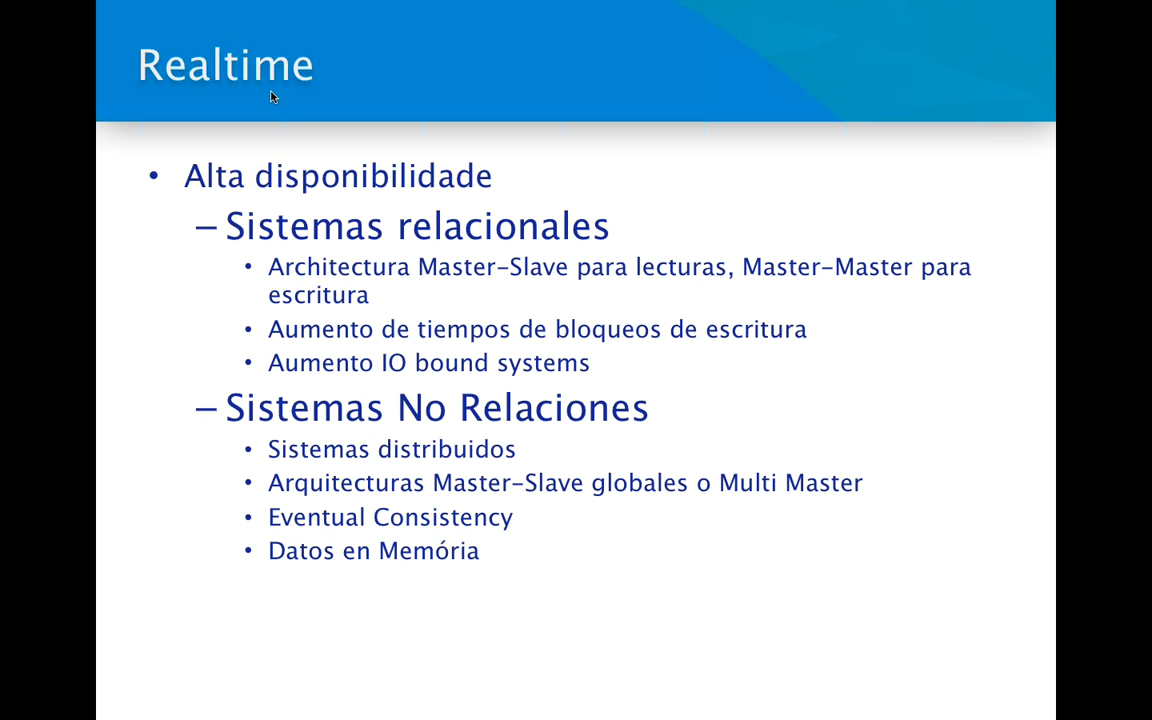 Realtime
• Alta disponibilidade
– Sistemas relacionales
• Architectura Master-Slave para lecturas, Master-Master para
escritura
• Aumento de tiempos de bloqueos de escritura
• Aumento IO bound systems
– Sistemas No Relaciones
• Sistemas distribuidos
• Arquitecturas Master-Slave globales o Multi Master
• Eventual Consistency
• Datos en Memória